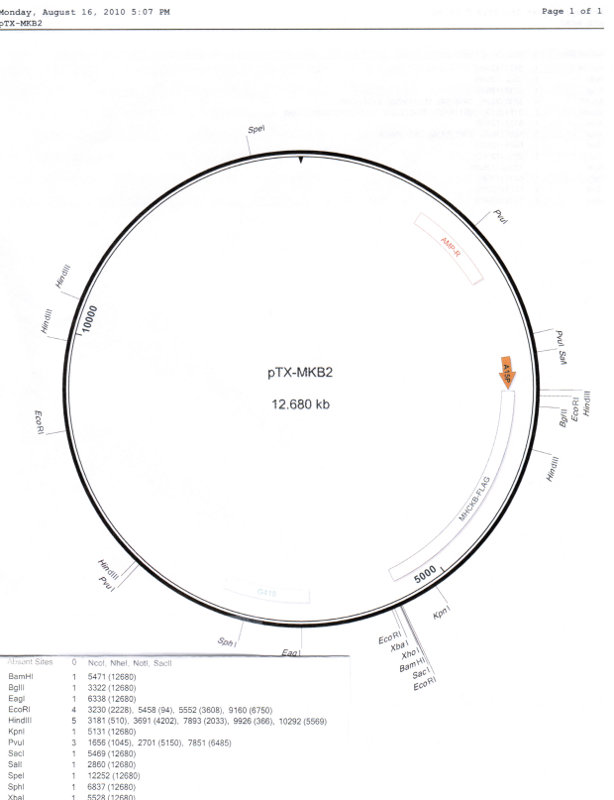 Monday, August 16, 2010 5:07 PM Page 1 of 1
pTX-MKB2
SpeI
PvuI
AMP-R
HindIII
HindIII
10000
PvuI
SalI
A15P
pTX-MKB2
12.680 kb
HindIII
EcoRI
BglII
EcoRI
HindIII
MHCKB-FLAG
HindIII
PvuI
5000
G418
KpnI
SphI
EagI
EcoRI
XbaI
XhoI
BamHI
SacI
EcoRI
Absent Sites 0 NcoI, NheI, NotI, SacII
BamHI 1 5471 (12680)
BglII 1 3322 (12680)
EagI 1 6338 (12680)
EcoRI 4 3230 (2228), 5458 (94), 5552 (3608), 9160 (6750)
HindIII 5 3181 (510), 3691 (4202), 7893 (2033), 9926 (366), 10292 (5569)
KpnI 1 5131 (12680)
PvuI 3 1656 (1045), 2701 (5150), 7851 (6485)
SacI 1 5469 (12680)
SalI 1 2860 (12680)
SpeI 1 12252 (12680)
SphI 1 6837 (12680)
XbaI 1 5528 (12680)